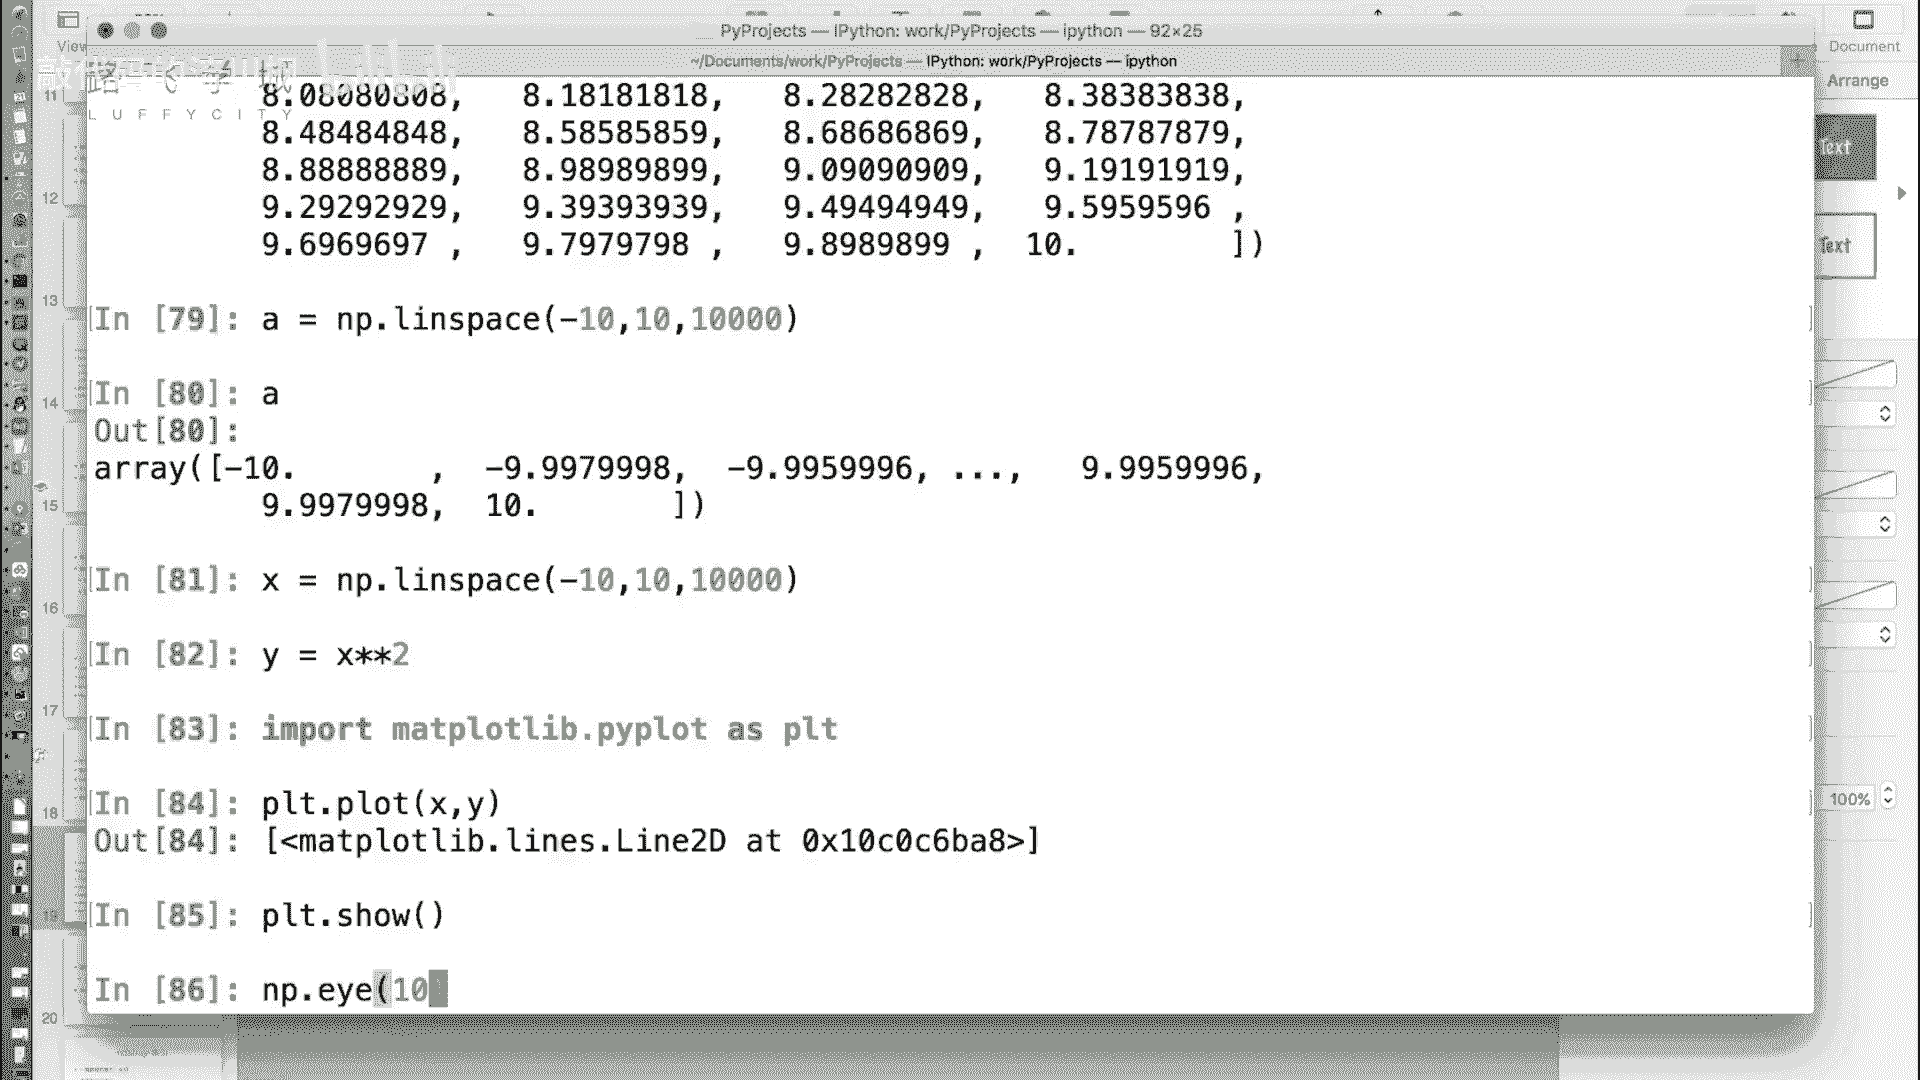 PyProjects — IPython: work/PyProjects — ipython — 92×25
View
Document
~/Documents/work/PyProjects — IPython: work/PyProjects — ipython
Arrange
LUFFYCITY
8.08080808, 8.18181818, 8.28282828, 8.38383838,
8.48484848, 8.58585859, 8.68686869, 8.78787879,
8.88888889, 8.98989899, 9.09090909, 9.19191919,
9.29292929, 9.39393939, 9.49494949, 9.5959596 ,
9.6969697 , 9.7979798 , 9.8989899 , 10. ])
In [79]: a = np.linspace(-10,10,10000)
In [80]: a
Out[80]:
array([-10. , -9.9979998, -9.9959996, ..., 9.9959996,
9.9979998, 10. ])
In [81]: x = np.linspace(-10,10,10000)
In [82]: y = x**2
In [83]: import matplotlib.pyplot as plt
In [84]: plt.plot(x,y)
Out[84]: [<matplotlib.lines.Line2D at 0x10c0c6ba8>]
In [85]: plt.show()
In [86]: np.eye(10
Text
Text
100%
11
12
13
14
15
16
17
18
19
20